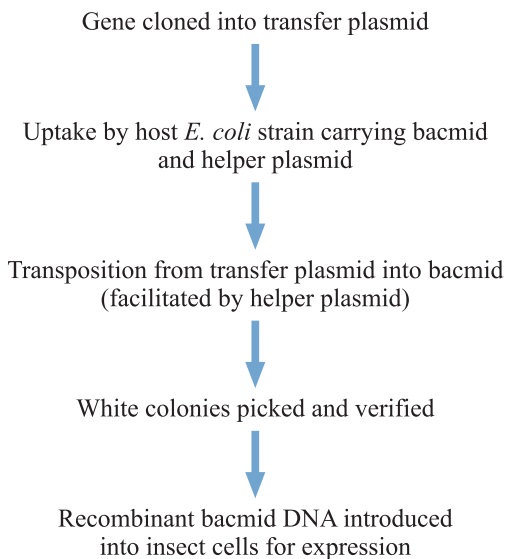 Gene cloned into transfer plasmid
Uptake by host E. coli strain carrying bacmid
and helper plasmid
Transposition from transfer plasmid into bacmid
(facilitated by helper plasmid)
White colonies picked and verified
Recombinant bacmid DNA introduced
into insect cells for expression